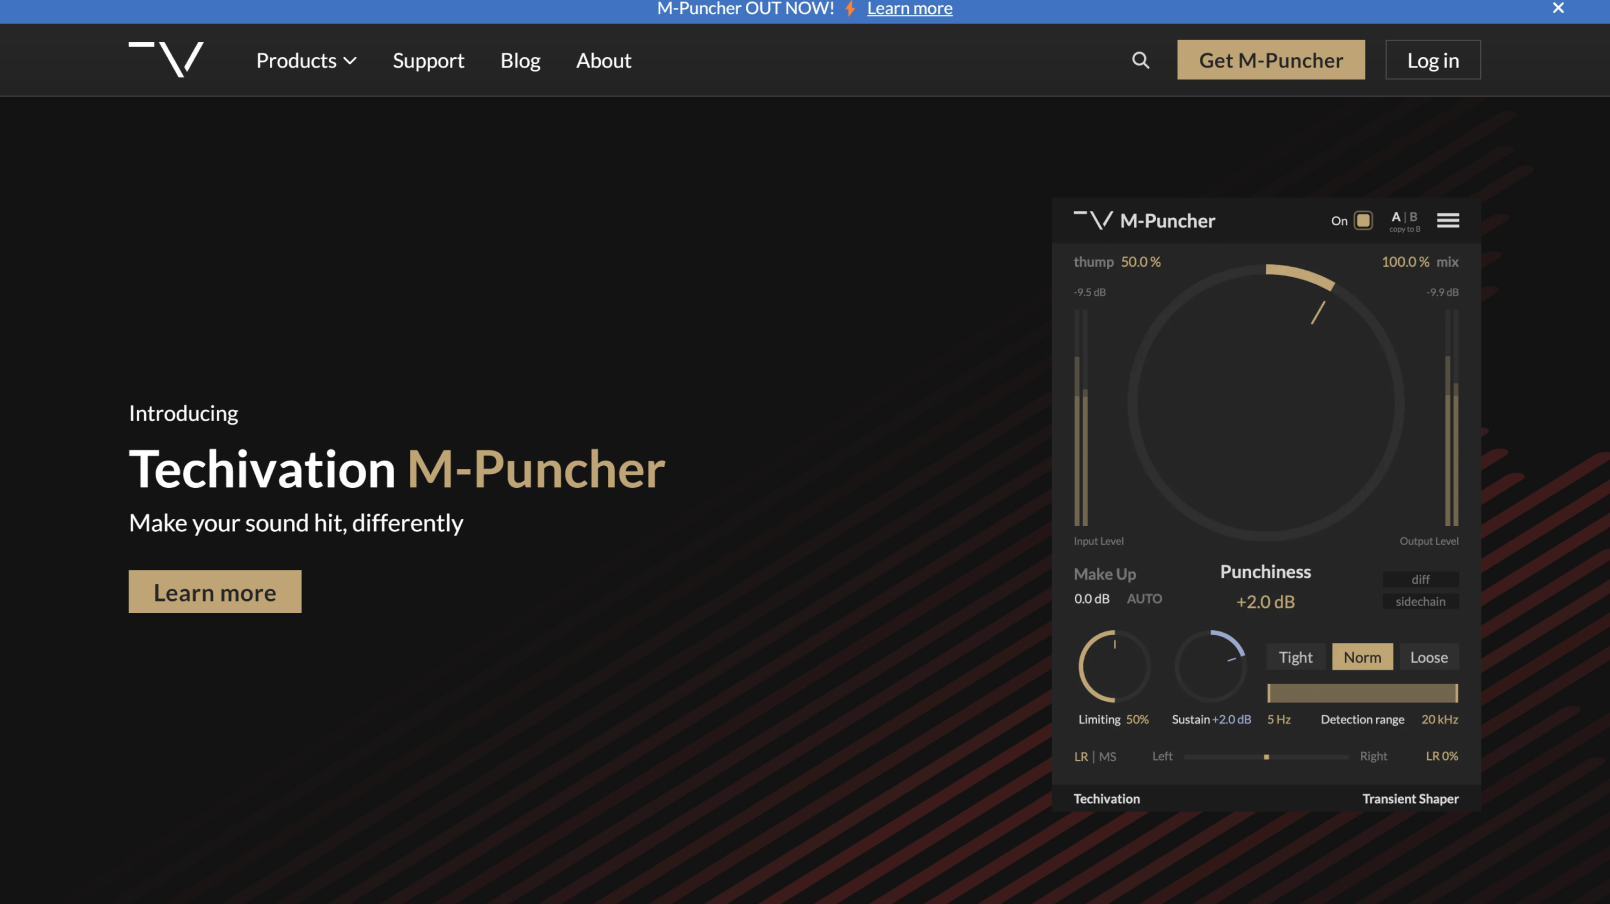 M-Puncher OUT NOW! Learn more
Products Support Blog About Get M-Puncher Log in
Introducing
Techivation M-Puncher
Make your sound hit, differently
Learn more
M-Puncher On A | B
copy to B
thump 50.0 % 100.0 % mix
-9.5 dB -9.9 dB
Input Level Output Level
Make Up Punchiness diff
0.0 dB AUTO +2.0 dB sidechain
Tight Norm Loose
Limiting 50% Sustain +2.0 dB 5 Hz Detection range 20 kHz
LR | MS Left Right LR 0%
Techivation Transient Shaper